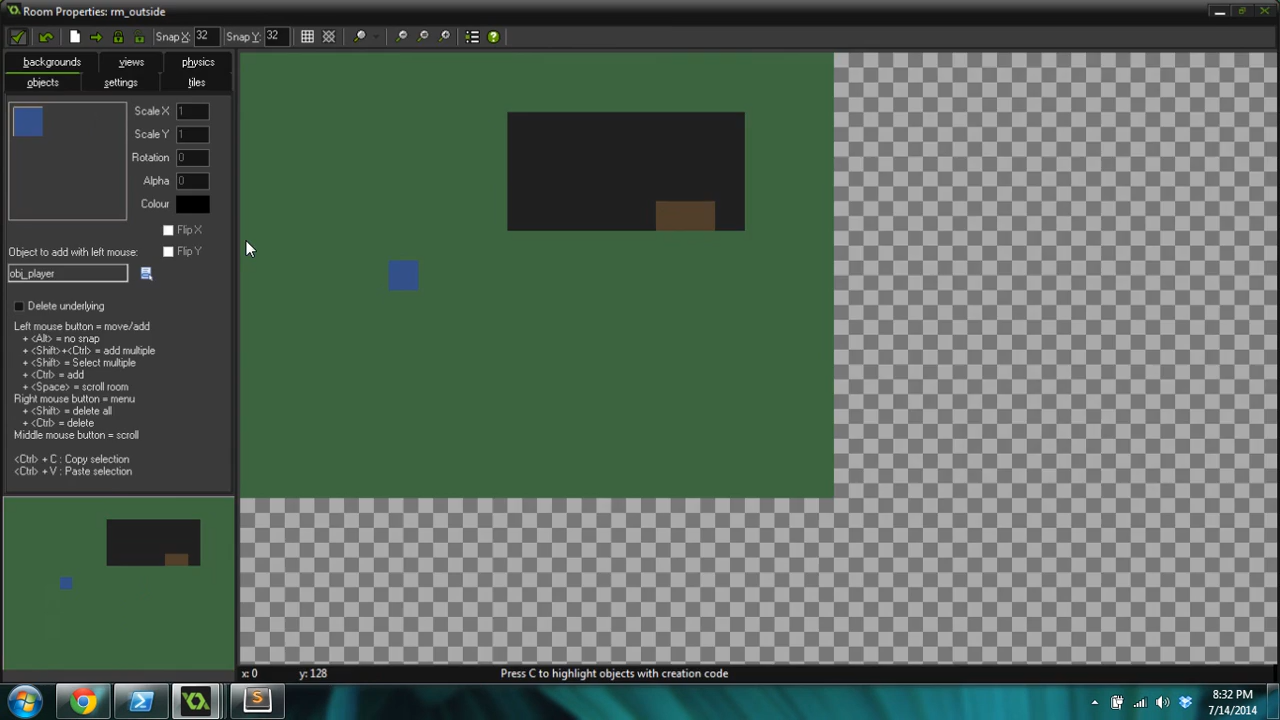 Room Properties: rm_outside
Snap X: 32 Snap Y: 32
backgrounds views physics
objects settings tiles
Scale X 1
Scale Y 1
Rotation 0
Alpha 0
Colour
Flip X
Object to add with left mouse: Flip Y
obj_player
Delete underlying
Left mouse button = move/add
+ <Alt> = no snap
+ <Shift>+<Ctrl> = add multiple
+ <Shift> = Select multiple
+ <Ctrl> = add
+ <Space> = scroll room
Right mouse button = menu
+ <Shift> = delete all
+ <Ctrl> = delete
Middle mouse button = scroll
<Ctrl> + C : Copy selection
<Ctrl> + V : Paste selection
x: 0 y: 128 Press C to highlight objects with creation code
8:32 PM
7/14/2014